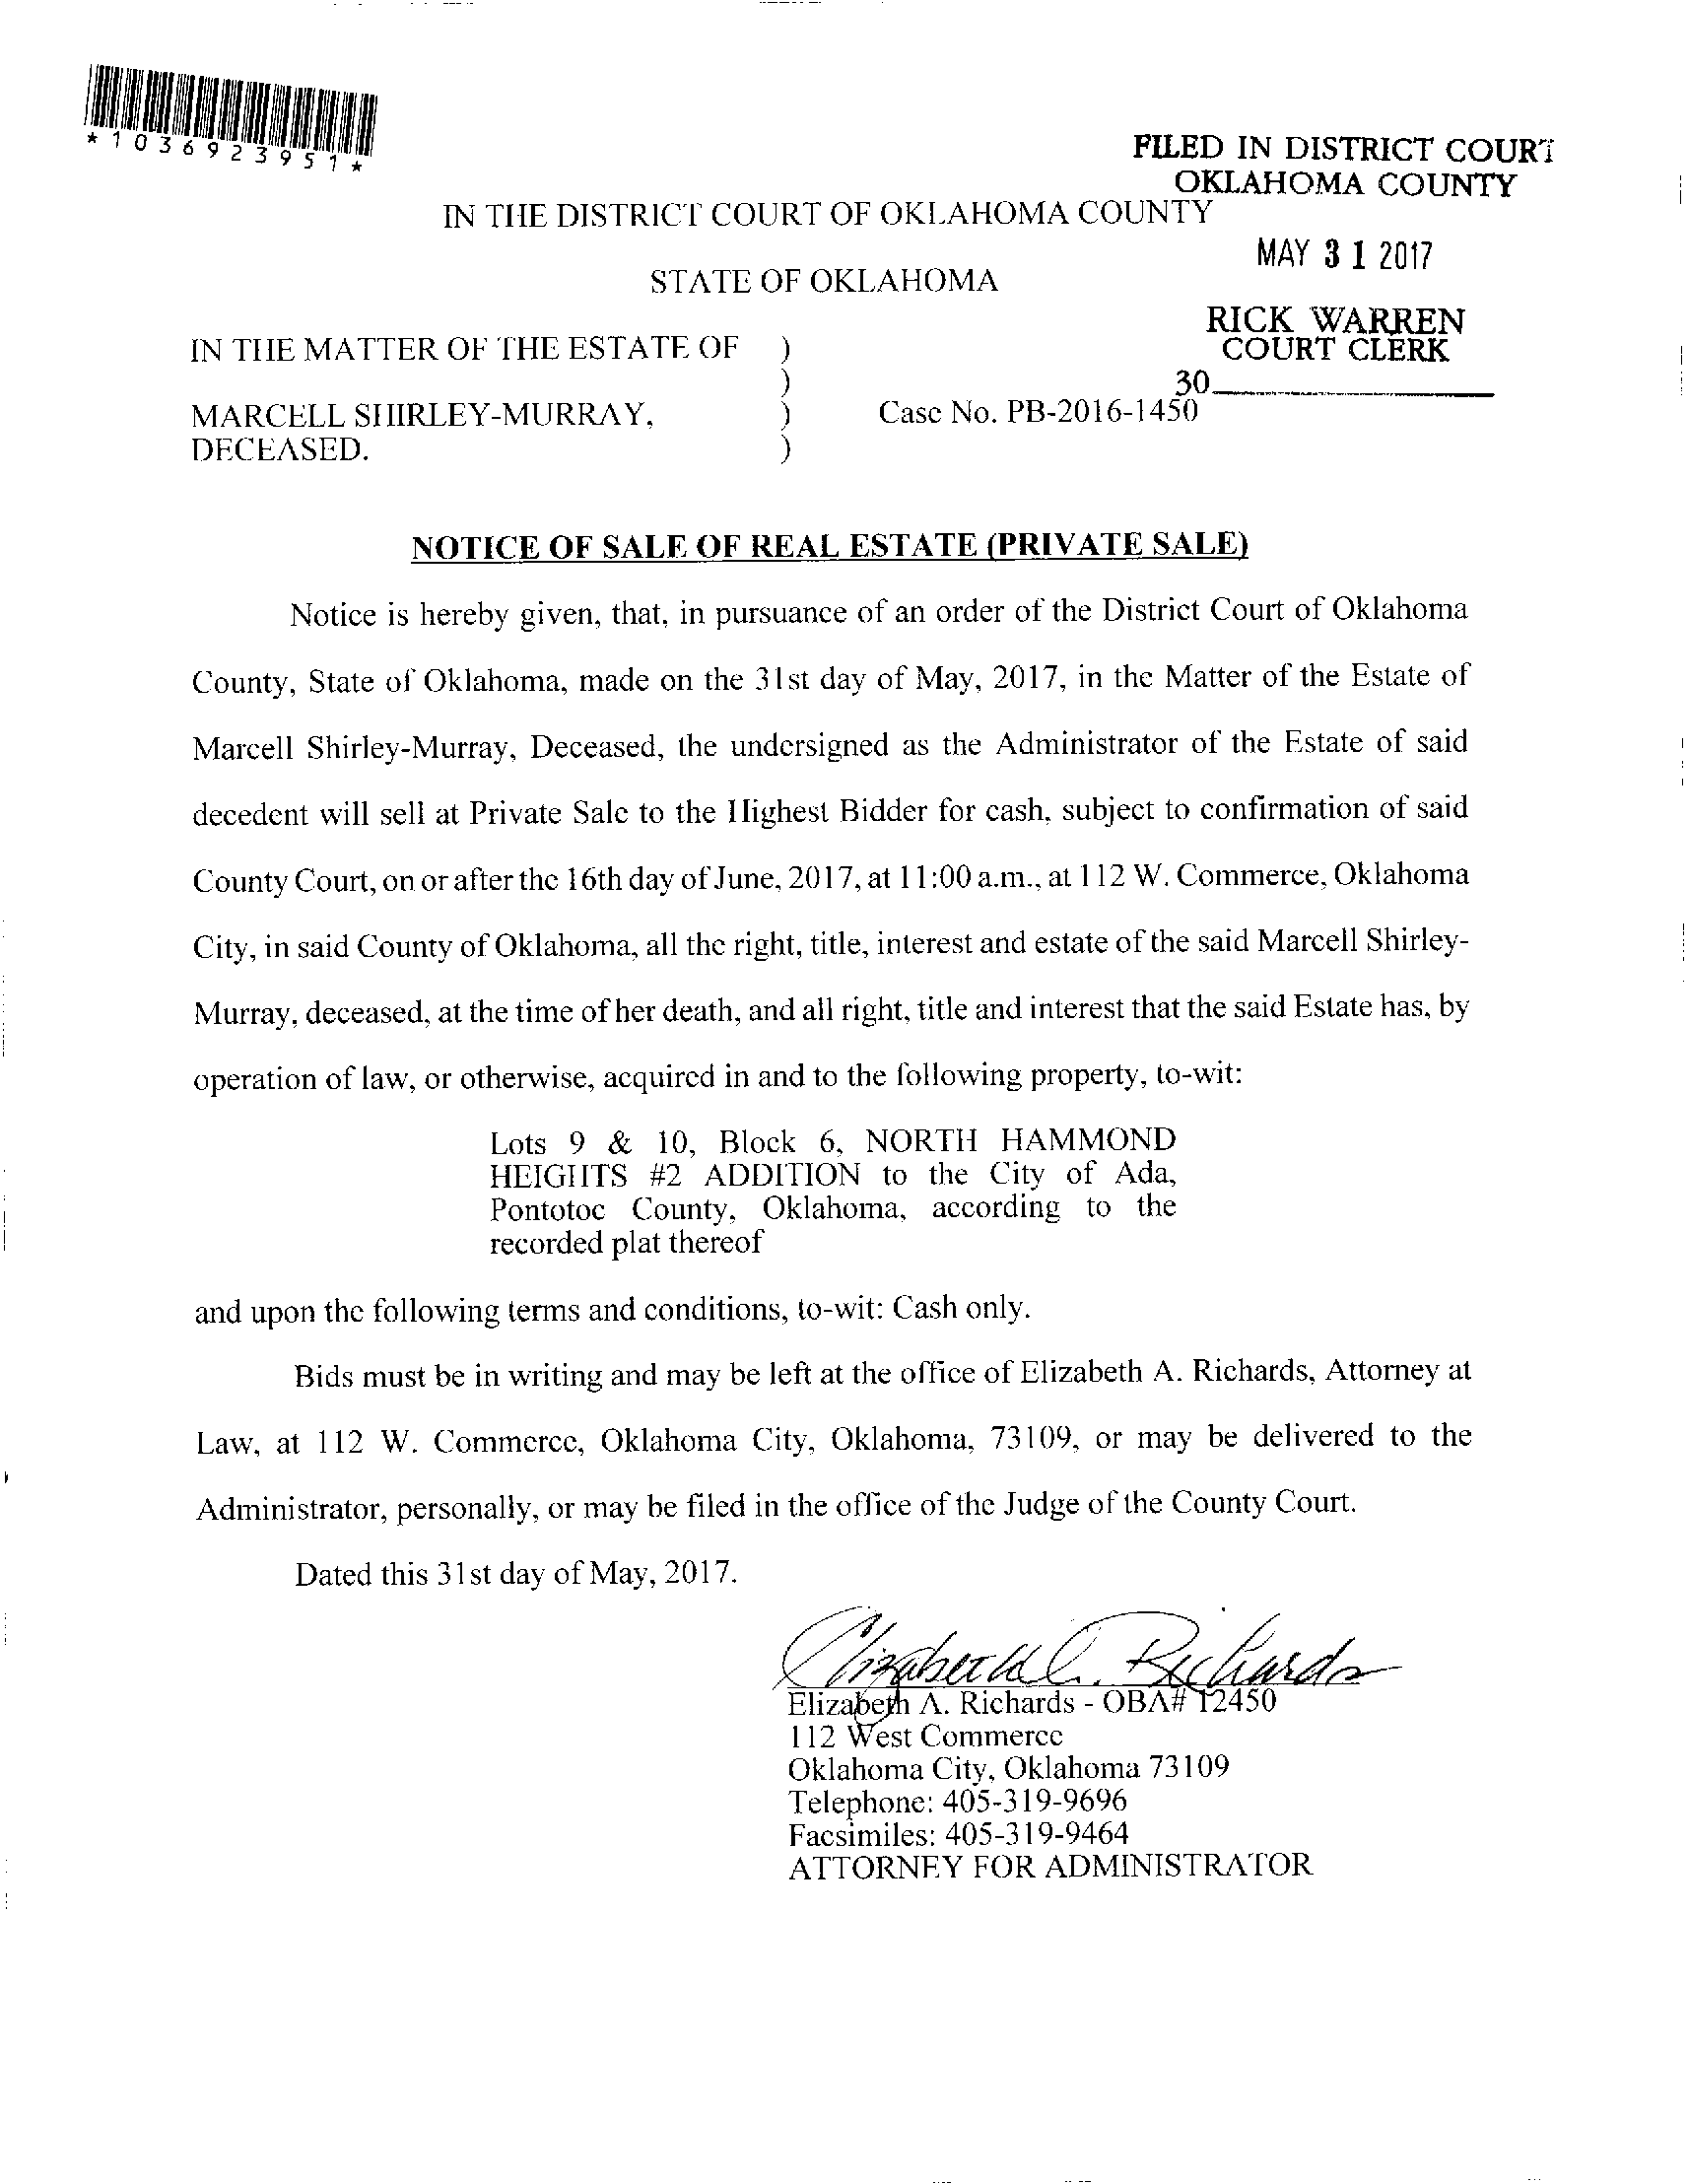 *1036923951*
FILED IN DISTRICT COURT
OKLAHOMA COUNTY
IN THE DISTRICT COURT OF OKLAHOMA COUNTY
MAY 31 2017
STATE OF OKLAHOMA
RICK WARREN
COURT CLERK
IN THE MATTER OF THE ESTATE OF )
)
30
MARCELL SHIRLEY-MURRAY, ) Case No. PB-2016-1450
DECEASED. )
NOTICE OF SALE OF REAL ESTATE (PRIVATE SALE)
Notice is hereby given, that, in pursuance of an order of the District Court of Oklahoma
County, State of Oklahoma, made on the 31st day of May, 2017, in the Matter of the Estate of
Marcell Shirley-Murray, Deceased, the undersigned as the Administrator of the Estate of said
decedent will sell at Private Sale to the Highest Bidder for cash, subject to confirmation of said
County Court, on or after the 16th day of June, 2017, at 11:00 a.m., at 112 W. Commerce, Oklahoma
City, in said County of Oklahoma, all the right, title, interest and estate of the said Marcell Shirley-
Murray, deceased, at the time of her death, and all right, title and interest that the said Estate has, by
operation of law, or otherwise, acquired in and to the following property, to-wit:
Lots 9 & 10, Block 6, NORTH HAMMOND
HEIGHTS #2 ADDITION to the City of Ada,
Pontotoc County, Oklahoma, according to the
recorded plat thereof
and upon the following terms and conditions, to-wit: Cash only.
Bids must be in writing and may be left at the office of Elizabeth A. Richards, Attorney at
Law, at 112 W. Commerce, Oklahoma City, Oklahoma, 73109, or may be delivered to the
Administrator, personally, or may be filed in the office of the Judge of the County Court.
Dated this 31st day of May, 2017.
Elizabeth A. Richards
Elizabeth A. Richards - OBA# 12450
112 West Commerce
Oklahoma City, Oklahoma 73109
Telephone: 405-319-9696
Facsimiles: 405-319-9464
ATTORNEY FOR ADMINISTRATOR